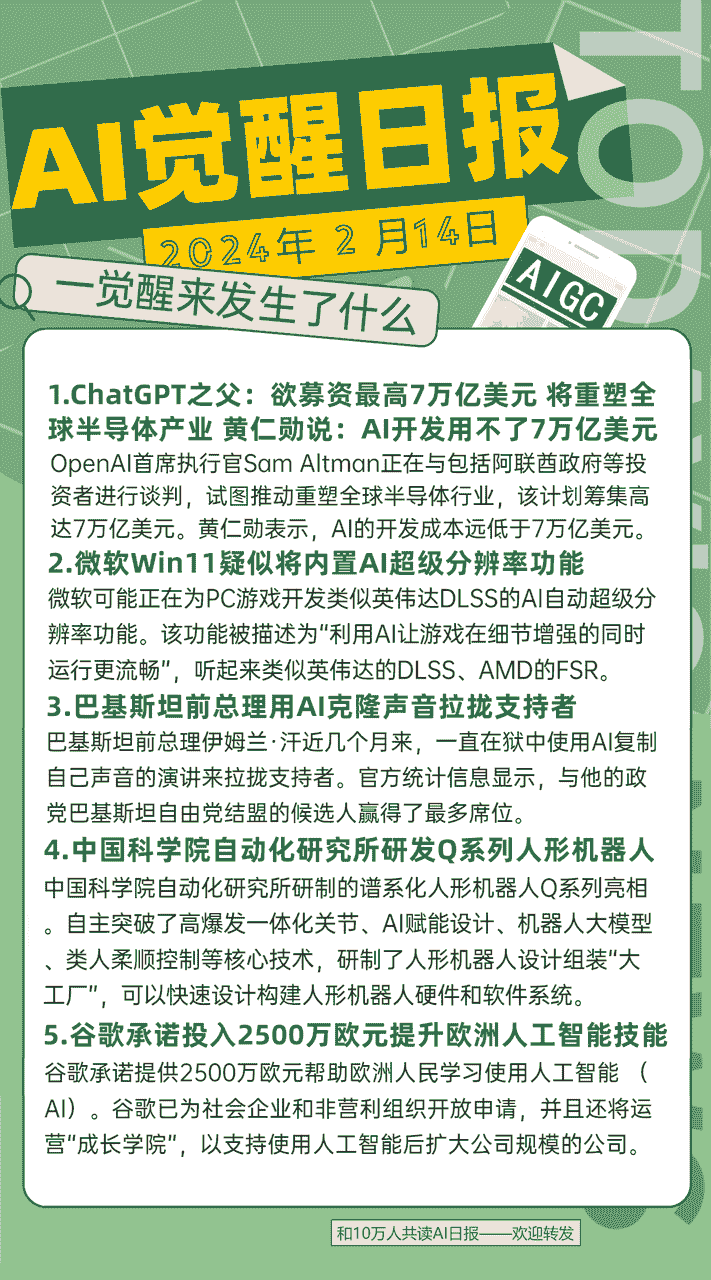 AI觉醒日报
2024年 2 月14日
一觉醒来发生了什么
AIGC
1.ChatGPT之父：欲募资最高7万亿美元 将重塑全
球半导体产业 黄仁勋说：AI开发用不了7万亿美元
OpenAI首席执行官Sam Altman正在与包括阿联酋政府等投
资者进行谈判，试图推动重塑全球半导体行业，该计划筹集高
达7万亿美元。黄仁勋表示，AI的开发成本远低于7万亿美元。
2.微软Win11疑似将内置AI超级分辨率功能
微软可能正在为PC游戏开发类似英伟达DLSS的AI自动超级分
辨率功能。该功能被描述为“利用AI让游戏在细节增强的同时
运行更流畅”，听起来类似英伟达的DLSS、AMD的FSR。
3.巴基斯坦前总理用AI克隆声音拉拢支持者
巴基斯坦前总理伊姆兰·汗近几个月来，一直在狱中使用AI复制
自己声音的演讲来拉拢支持者。官方统计信息显示，与他的政
党巴基斯坦自由党结盟的候选人赢得了最多席位。
4.中国科学院自动化研究所研发Q系列人形机器人
中国科学院自动化研究所研制的谱系化人形机器人Q系列亮相
。自主突破了高爆发一体化关节、AI赋能设计、机器人大模型
、类人柔顺控制等核心技术，研制了人形机器人设计组装“大
工厂”，可以快速设计构建人形机器人硬件和软件系统。
5.谷歌承诺投入2500万欧元提升欧洲人工智能技能
谷歌承诺提供2500万欧元帮助欧洲人民学习使用人工智能 （
AI）。谷歌已为社会企业和非营利组织开放申请，并且还将运
营“成长学院”，以支持使用人工智能后扩大公司规模的公司。
和10万人共读AI日报——欢迎转发